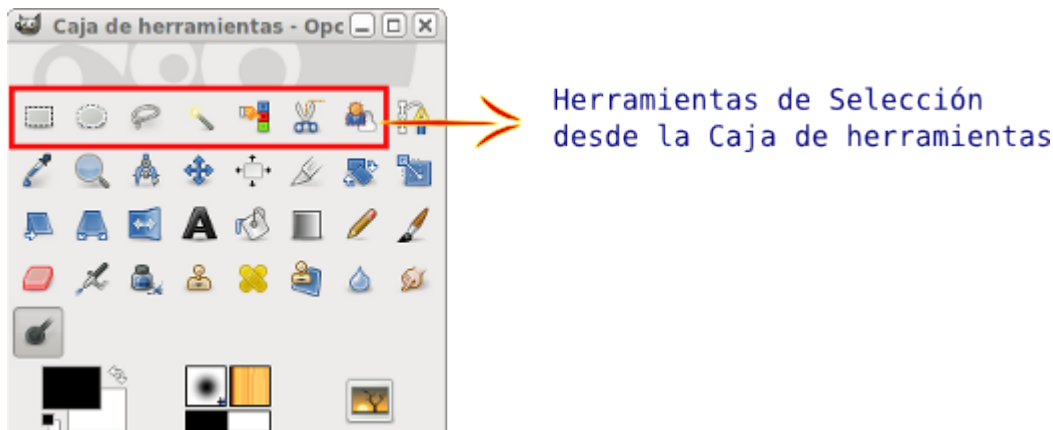 Caja de herramientas - Opc
Herramientas de Selección
desde la Caja de herramientas